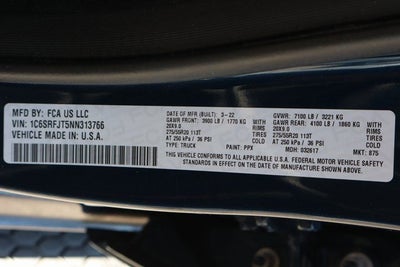 MFD BY: FCA US LLC
VIN: 1C6SRFJT5NN313766
VEHICLE MADE IN U.S.A.
DATE OF MFR (BUILT) 3-22
GVWR: 7100 LB / 3221 KG
GAWR FRONT: 3900 LB / 1770 KG WITH
GAWR REAR: 4100 LB / 1860 KG WITH
20X9.0 RIMS
20X9.0 RIMS
275/55R20 113T TIRES
275/55R20 113T TIRES
AT 250 kPa / 36 PSI COLD
AT 250 kPa / 36 PSI COLD
TYPE: TRUCK PAINT: PPX MDH: 032617 MKT: 875
THIS VEHICLE CONFORMS TO ALL APPLICABLE U.S.A. FEDERAL MOTOR VEHICLE SAFETY
STANDARDS IN EFFECT ON THE DATE OF MANUFACTURE SHOWN ABOVE.